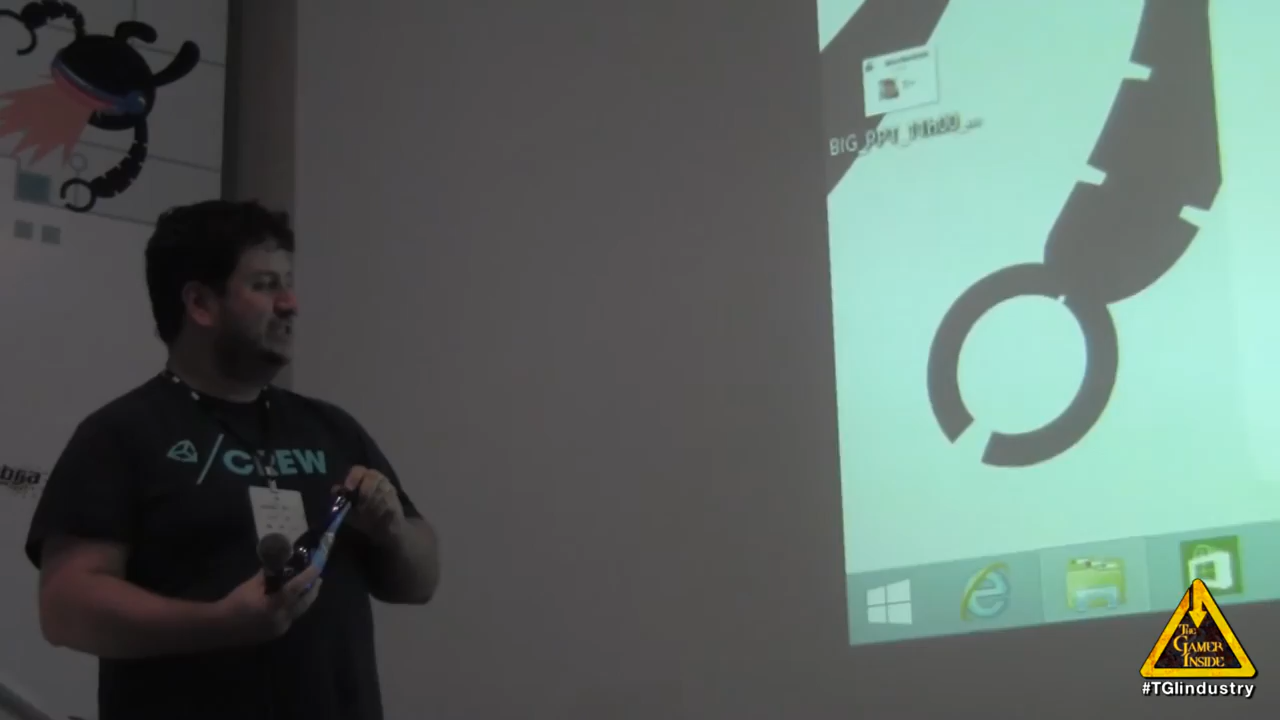 BIG_PPT_11h00_...
CREW
THE
GAMER
INSIDE
#TGIindustry